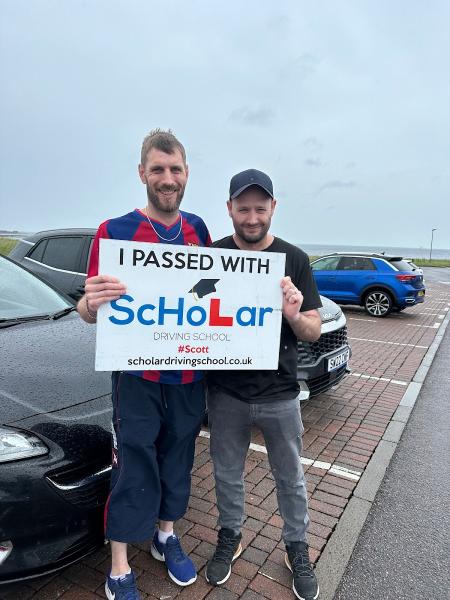 I PASSED WITH
ScHoLar
DRIVING SCHOOL
#Scott
scholardrivingschool.co.uk